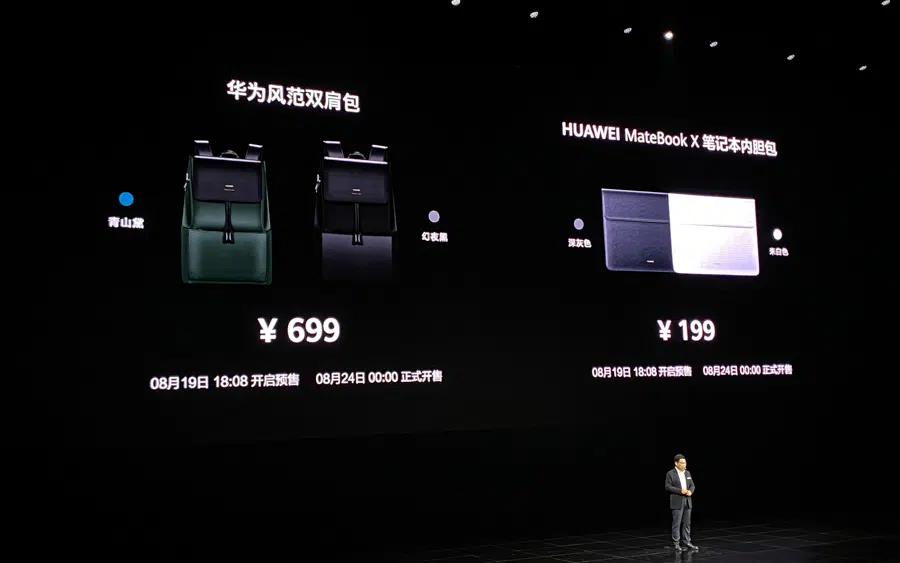 华为风范双肩包
青山黛
幻夜黑
¥ 699
08月19日 18:08 开启预售 08月24日 00:00 正式开售
HUAWEI MateBook X 笔记本内胆包
深灰色
米白色
¥ 199
08月19日 18:08 开启预售 08月24日 00:00 正式开售